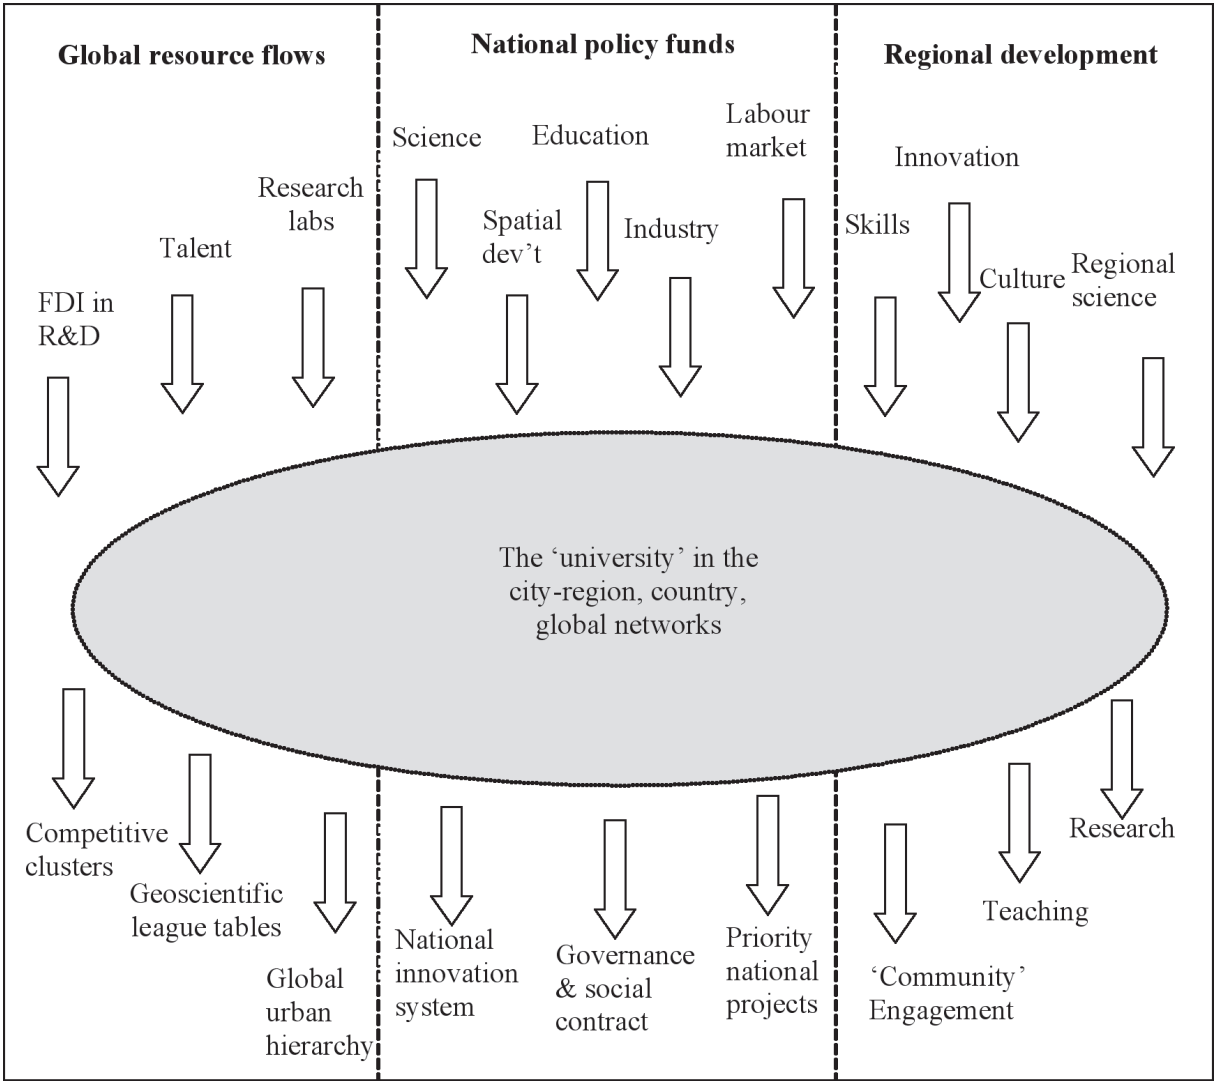 Global resource flows
National policy funds
Regional development
FDI in
R&D
Talent
Research
labs
Science
Spatial
dev’t
Education
Industry
Labour
market
Skills
Innovation
Culture
Regional
science
The ‘university’ in the
city-region, country,
global networks
Competitive
clusters
Geoscientific
league tables
Global
urban
hierarchy
National
innovation
system
Governance
& social
contract
Priority
national
projects
‘Community’
Engagement
Teaching
Research